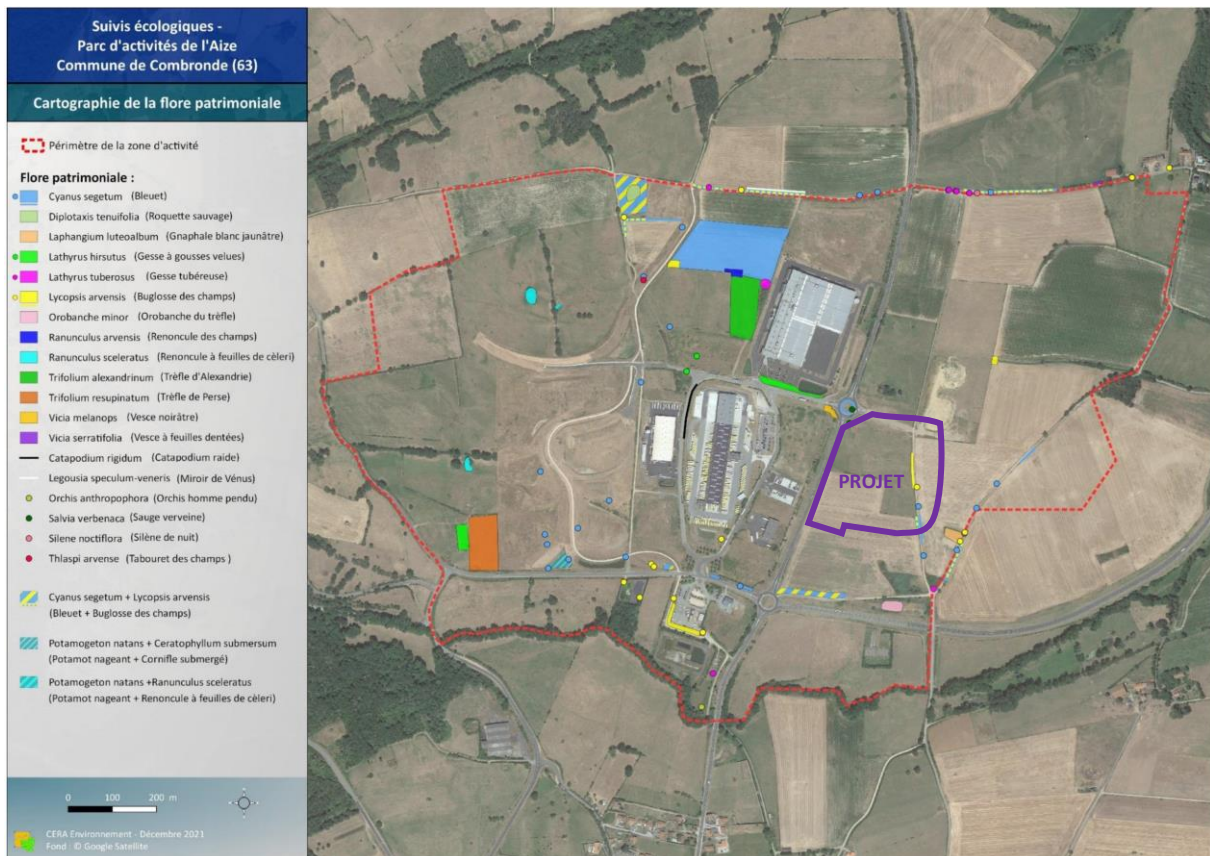 Suivis écologiques -
Parc d'activités de l'Aize
Commune de Combronde (63)
Cartographie de la flore patrimoniale
Périmètre de la zone d'activité
Flore patrimoniale :
Cyanus segetum (Bleuet)
Diplotaxis tenuifolia (Roquette sauvage)
Laphangium luteoalbum (Gnaphale blanc jaunâtre)
Lathyrus hirsutus (Gesse à gousses velues)
Lathyrus tuberosus (Gesse tubéreuse)
Lycopsis arvensis (Buglosse des champs)
Orobanche minor (Orobanche du trèfle)
Ranunculus arvensis (Renoncule des champs)
Ranunculus sceleratus (Renoncule à feuilles de cèleri)
Trifolium alexandrinum (Trèfle d'Alexandrie)
Trifolium resupinatum (Trèfle de Perse)
Vicia melanops (Vesce noirâtre)
Vicia serratifolia (Vesce à feuilles dentées)
Catapodium rigidum (Catapodium raide)
Legousia speculum-veneris (Miroir de Vénus)
Orchis anthropophora (Orchis homme pendu)
Salvia verbenaca (Sauge verveine)
Silene noctiflora (Silène de nuit)
Thlaspi arvense (Tabouret des champs )
Cyanus segetum + Lycopsis arvensis
(Bleuet + Buglosse des champs)
Potamogeton natans + Ceratophyllum submersum
(Potamot nageant + Cornifle submergé)
Potamogeton natans +Ranunculus sceleratus
(Potamot nageant + Renoncule à feuilles de cèleri)
0 100 200 m
CERA Environnement - Décembre 2021
Fond : © Google Satellite
PROJET